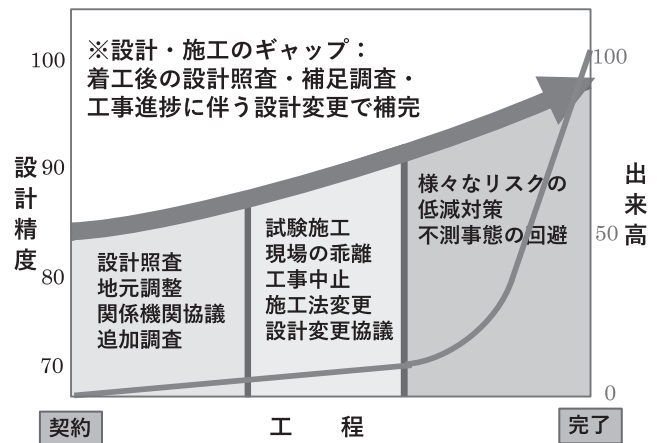 ※設計・施工のギャップ：
着工後の設計照査・補足調査・
工事進捗に伴う設計変更で補完
100
90
80
70
設計精度
設計照査
地元調整
関係機関協議
追加調査
試験施工
現場の乖離
工事中止
施工法変更
設計変更協議
様々なリスクの
低減対策
不測事態の回避
100
50
0
出来高
契約
工 程
完了